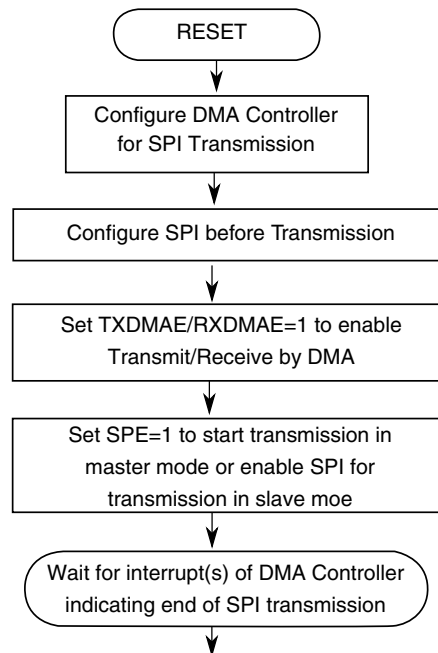 RESET
Configure DMA Controller
for SPI Transmission
Configure SPI before Transmission
Set TXDMAE/RXDMAE=1 to enable
Transmit/Receive by DMA
Set SPE=1 to start transmission in
master mode or enable SPI for
transmission in slave moe
Wait for interrupt(s) of DMA Controller
indicating end of SPI transmission